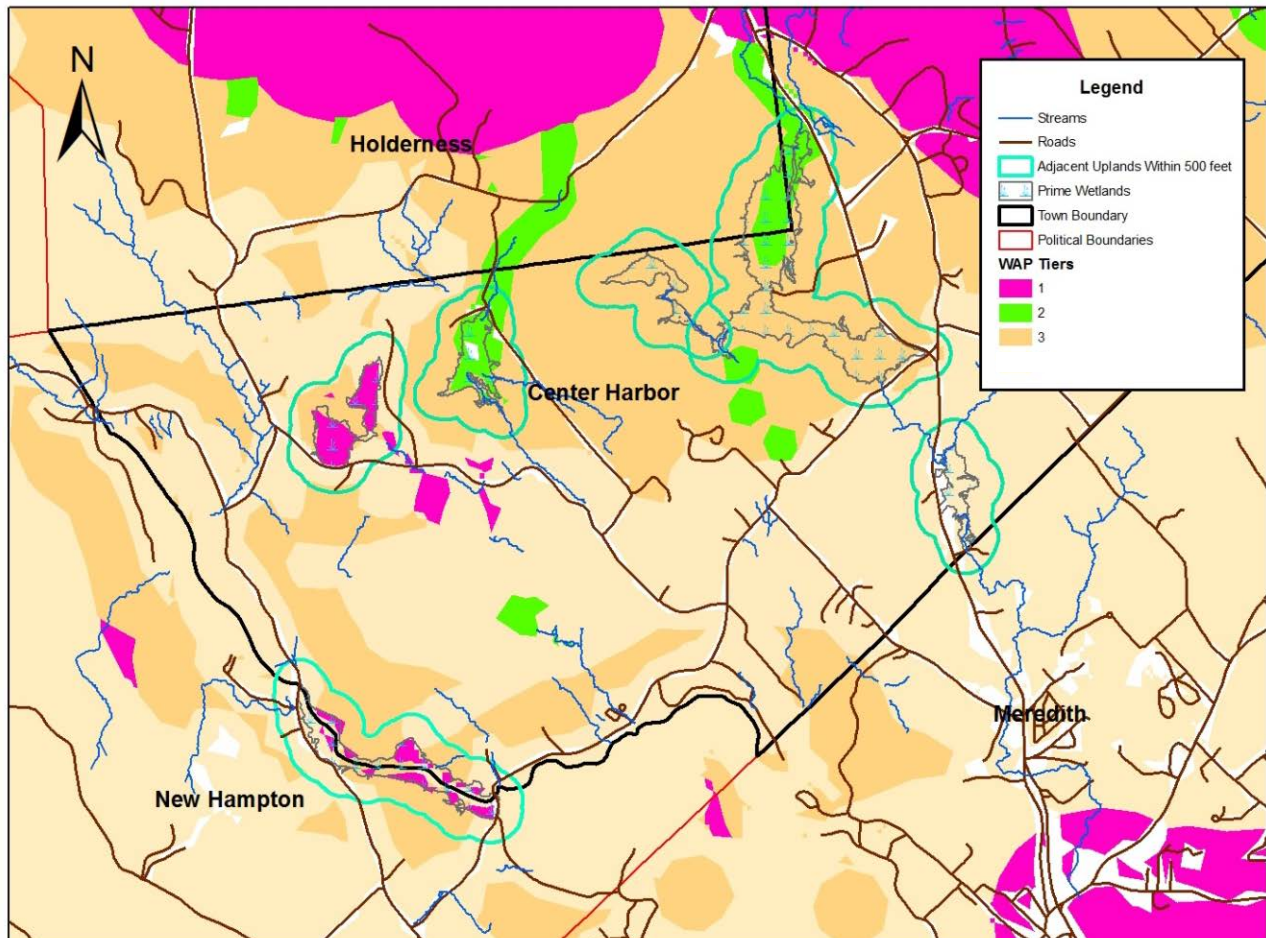 N
Holderness
Center Harbor
New Hampton
Meredith
Legend
Streams
Roads
Adjacent Uplands Within 500 feet
Prime Wetlands
Town Boundary
Political Boundaries
WAP Tiers
1
2
3